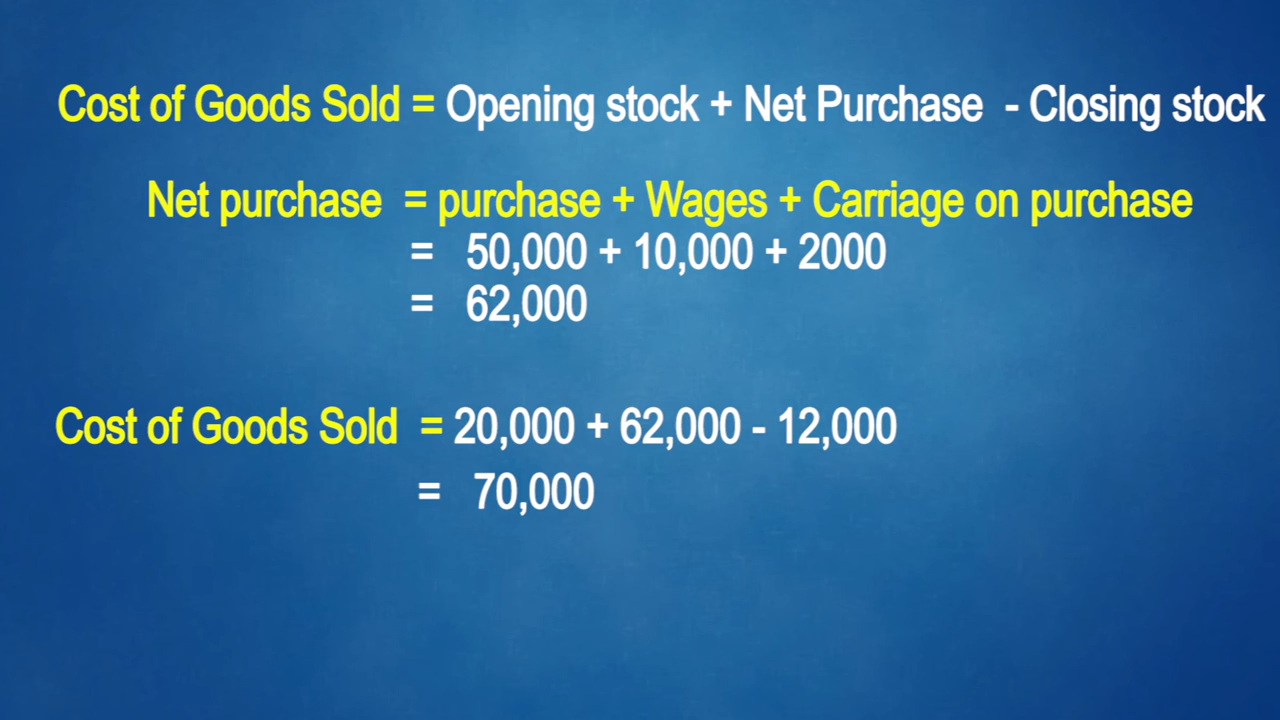 Cost of Goods Sold = Opening stock + Net Purchase - Closing stock
Net purchase = purchase + Wages + Carriage on purchase
= 50,000 + 10,000 + 2000
= 62,000
Cost of Goods Sold = 20,000 + 62,000 - 12,000
= 70,000